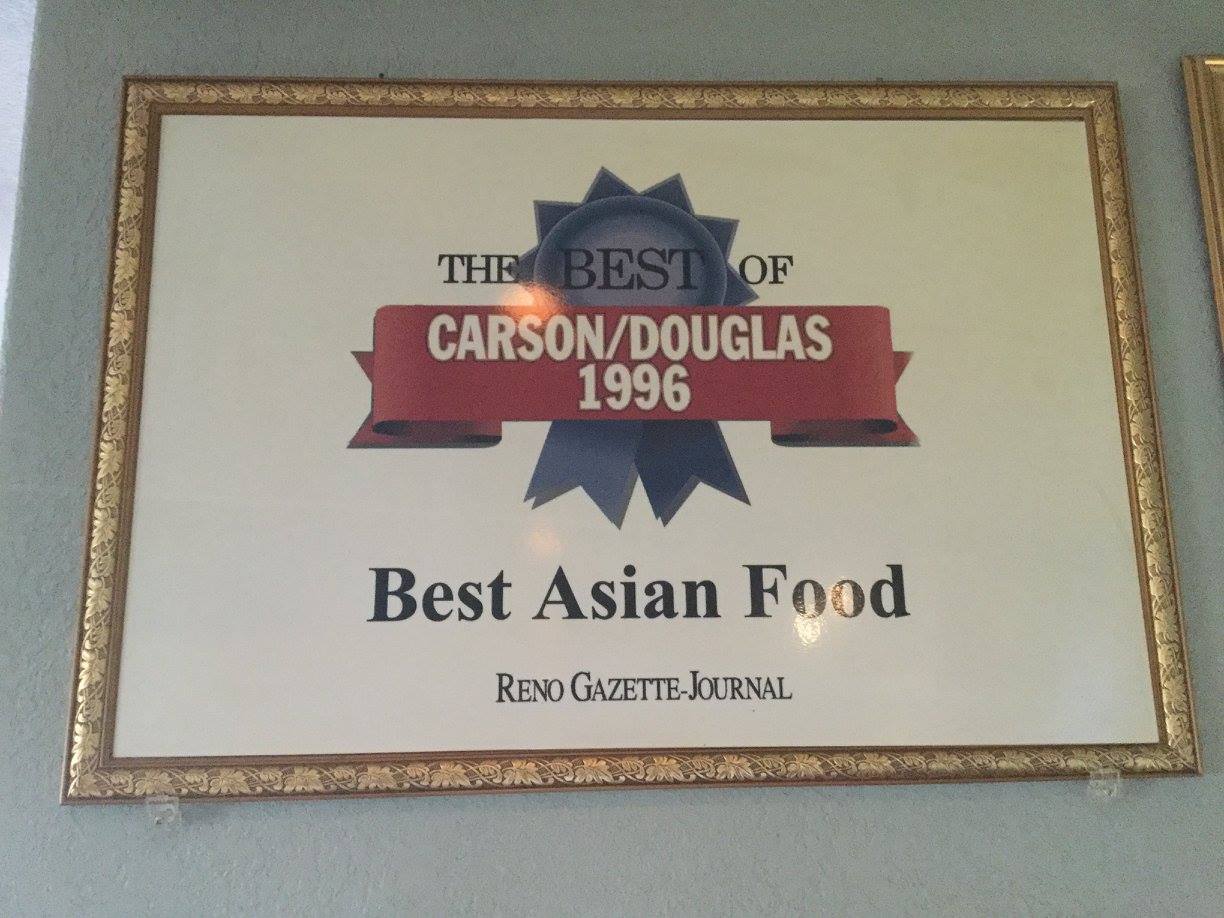 THE BEST OF
CARSON/DOUGLAS
1996
Best Asian Food
RENO GAZETTE-JOURNAL